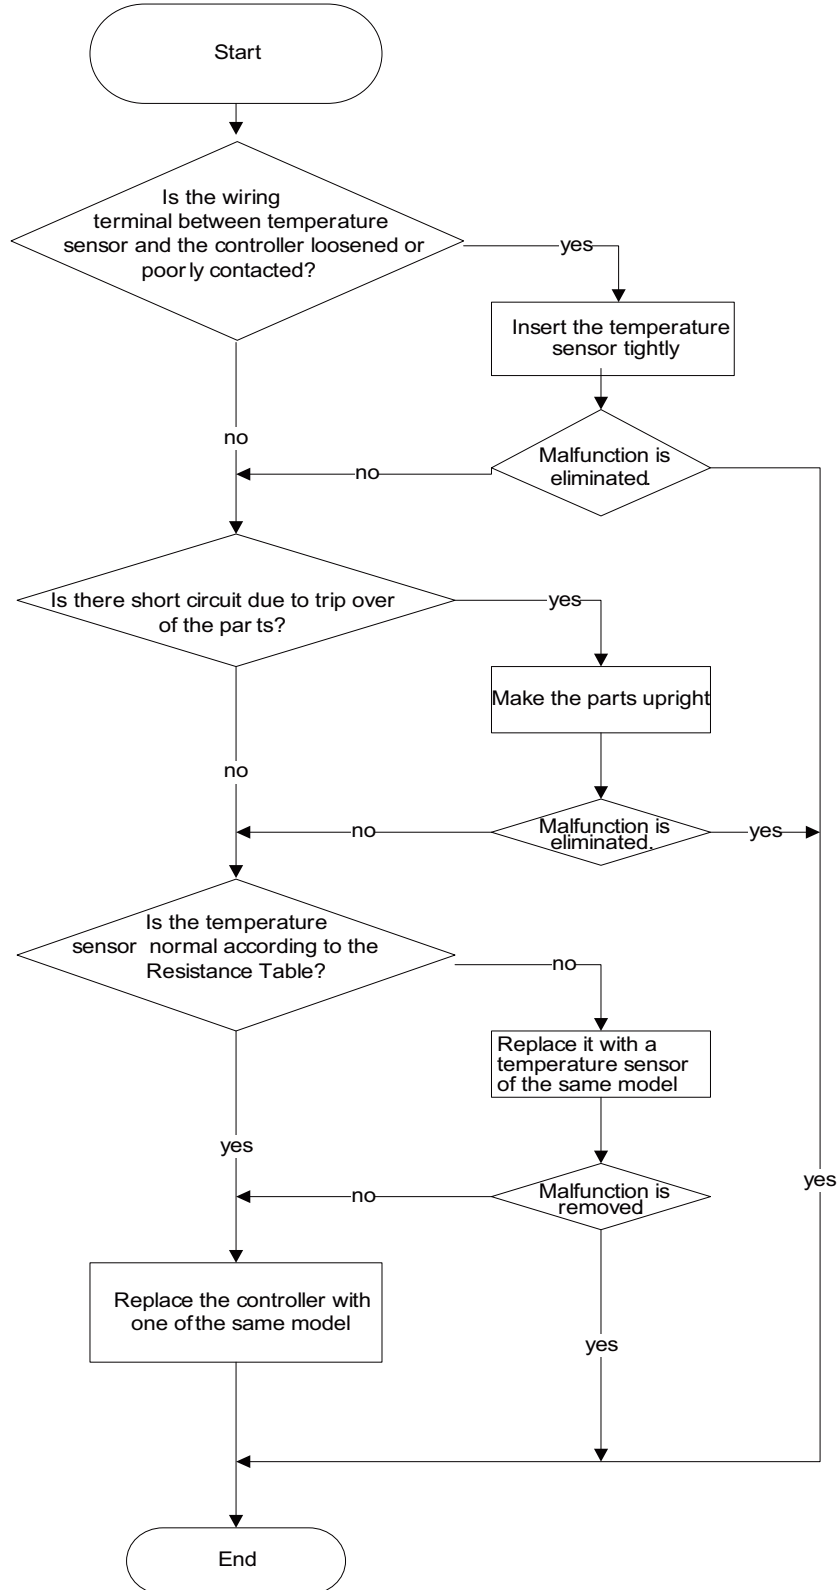 Start
Is the wiring
terminal between temperature
sensor and the controller loosened or
poorly contacted?
yes
Insert the temperature
sensor tightly
no
no
Malfunction is
eliminated.
Is there short circuit due to trip over
of the parts?
yes
Make the parts upright
no
no
Malfunction is
eliminated.
yes
Is the temperature
sensor normal according to the
Resistance Table?
no
Replace it with a
temperature sensor
of the same model
yes
no
Malfunction is
removed
yes
Replace the controller with
one of the same model
yes
End